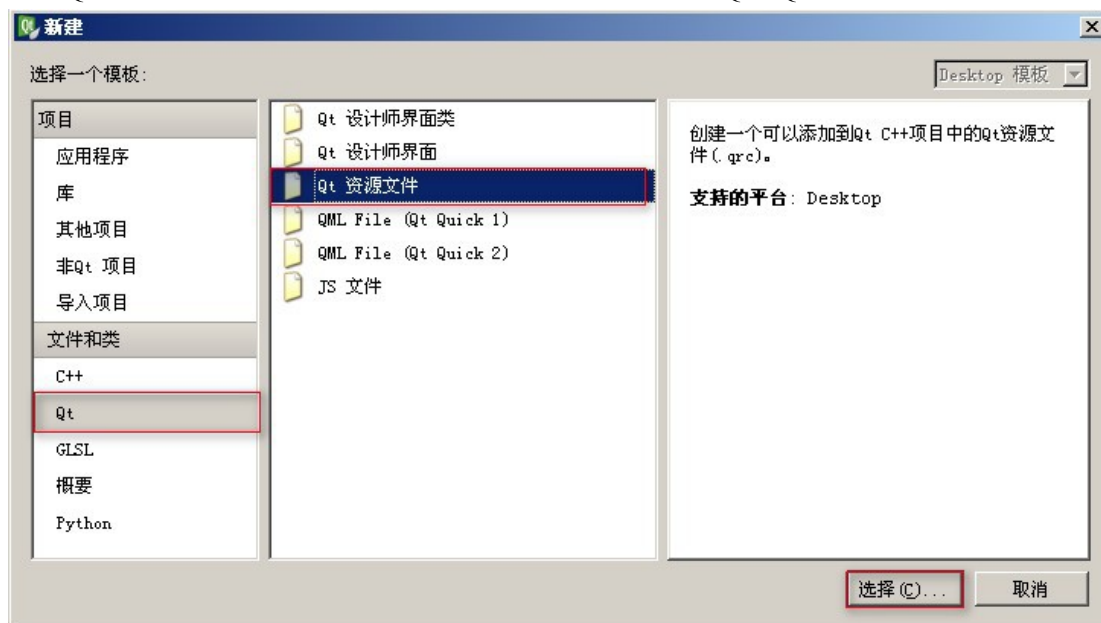 新建
选择一个模板:
Desktop 模板
项目
应用程序
库
其他项目
非Qt 项目
导入项目
文件和类
C++
Qt
GLSL
概要
Python
Qt 设计师界面类
Qt 设计师界面
Qt 资源文件
QML File (Qt Quick 1)
QML File (Qt Quick 2)
JS 文件
创建一个可以添加到Qt C++项目中的Qt资源文
件(.qrc)。
支持的平台: Desktop
选择(C)...
取消